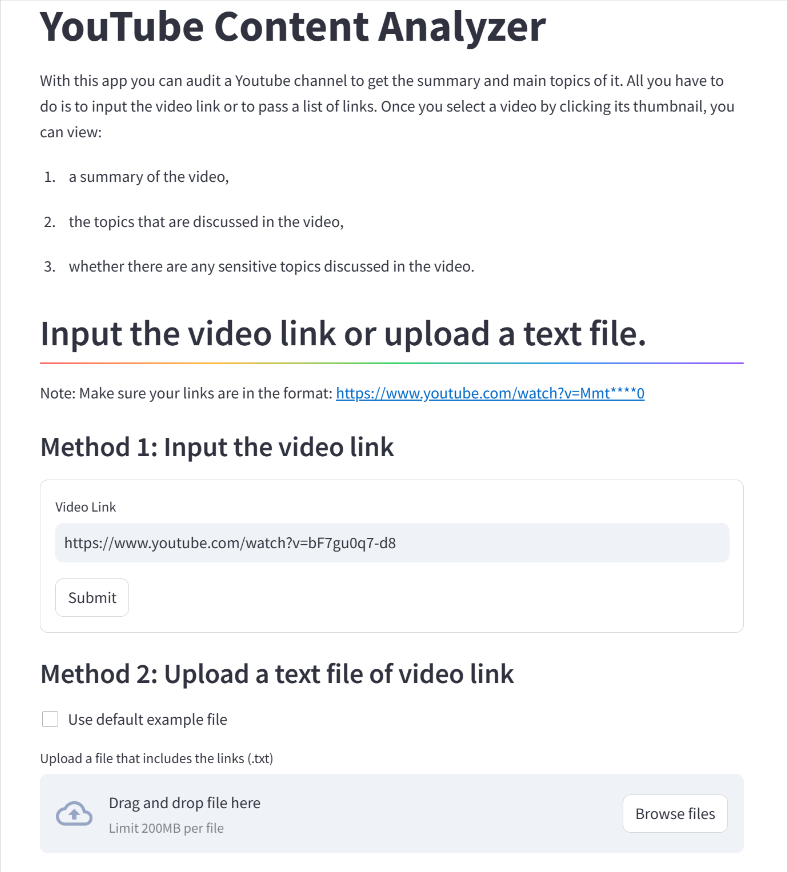 YouTube Content Analyzer
With this app you can audit a Youtube channel to get the summary and main topics of it. All you have to
do is to input the video link or to pass a list of links. Once you select a video by clicking its thumbnail, you
can view:
1. a summary of the video,
2. the topics that are discussed in the video,
3. whether there are any sensitive topics discussed in the video.
Input the video link or upload a text file.
Note: Make sure your links are in the format: https://www.youtube.com/watch?v=Mmt****0
Method 1: Input the video link
Video Link
https://www.youtube.com/watch?v=bF7gu0q7-d8
Submit
Method 2: Upload a text file of video link
Use default example file
Upload a file that includes the links (.txt)
Drag and drop file here
Limit 200MB per file
Browse files